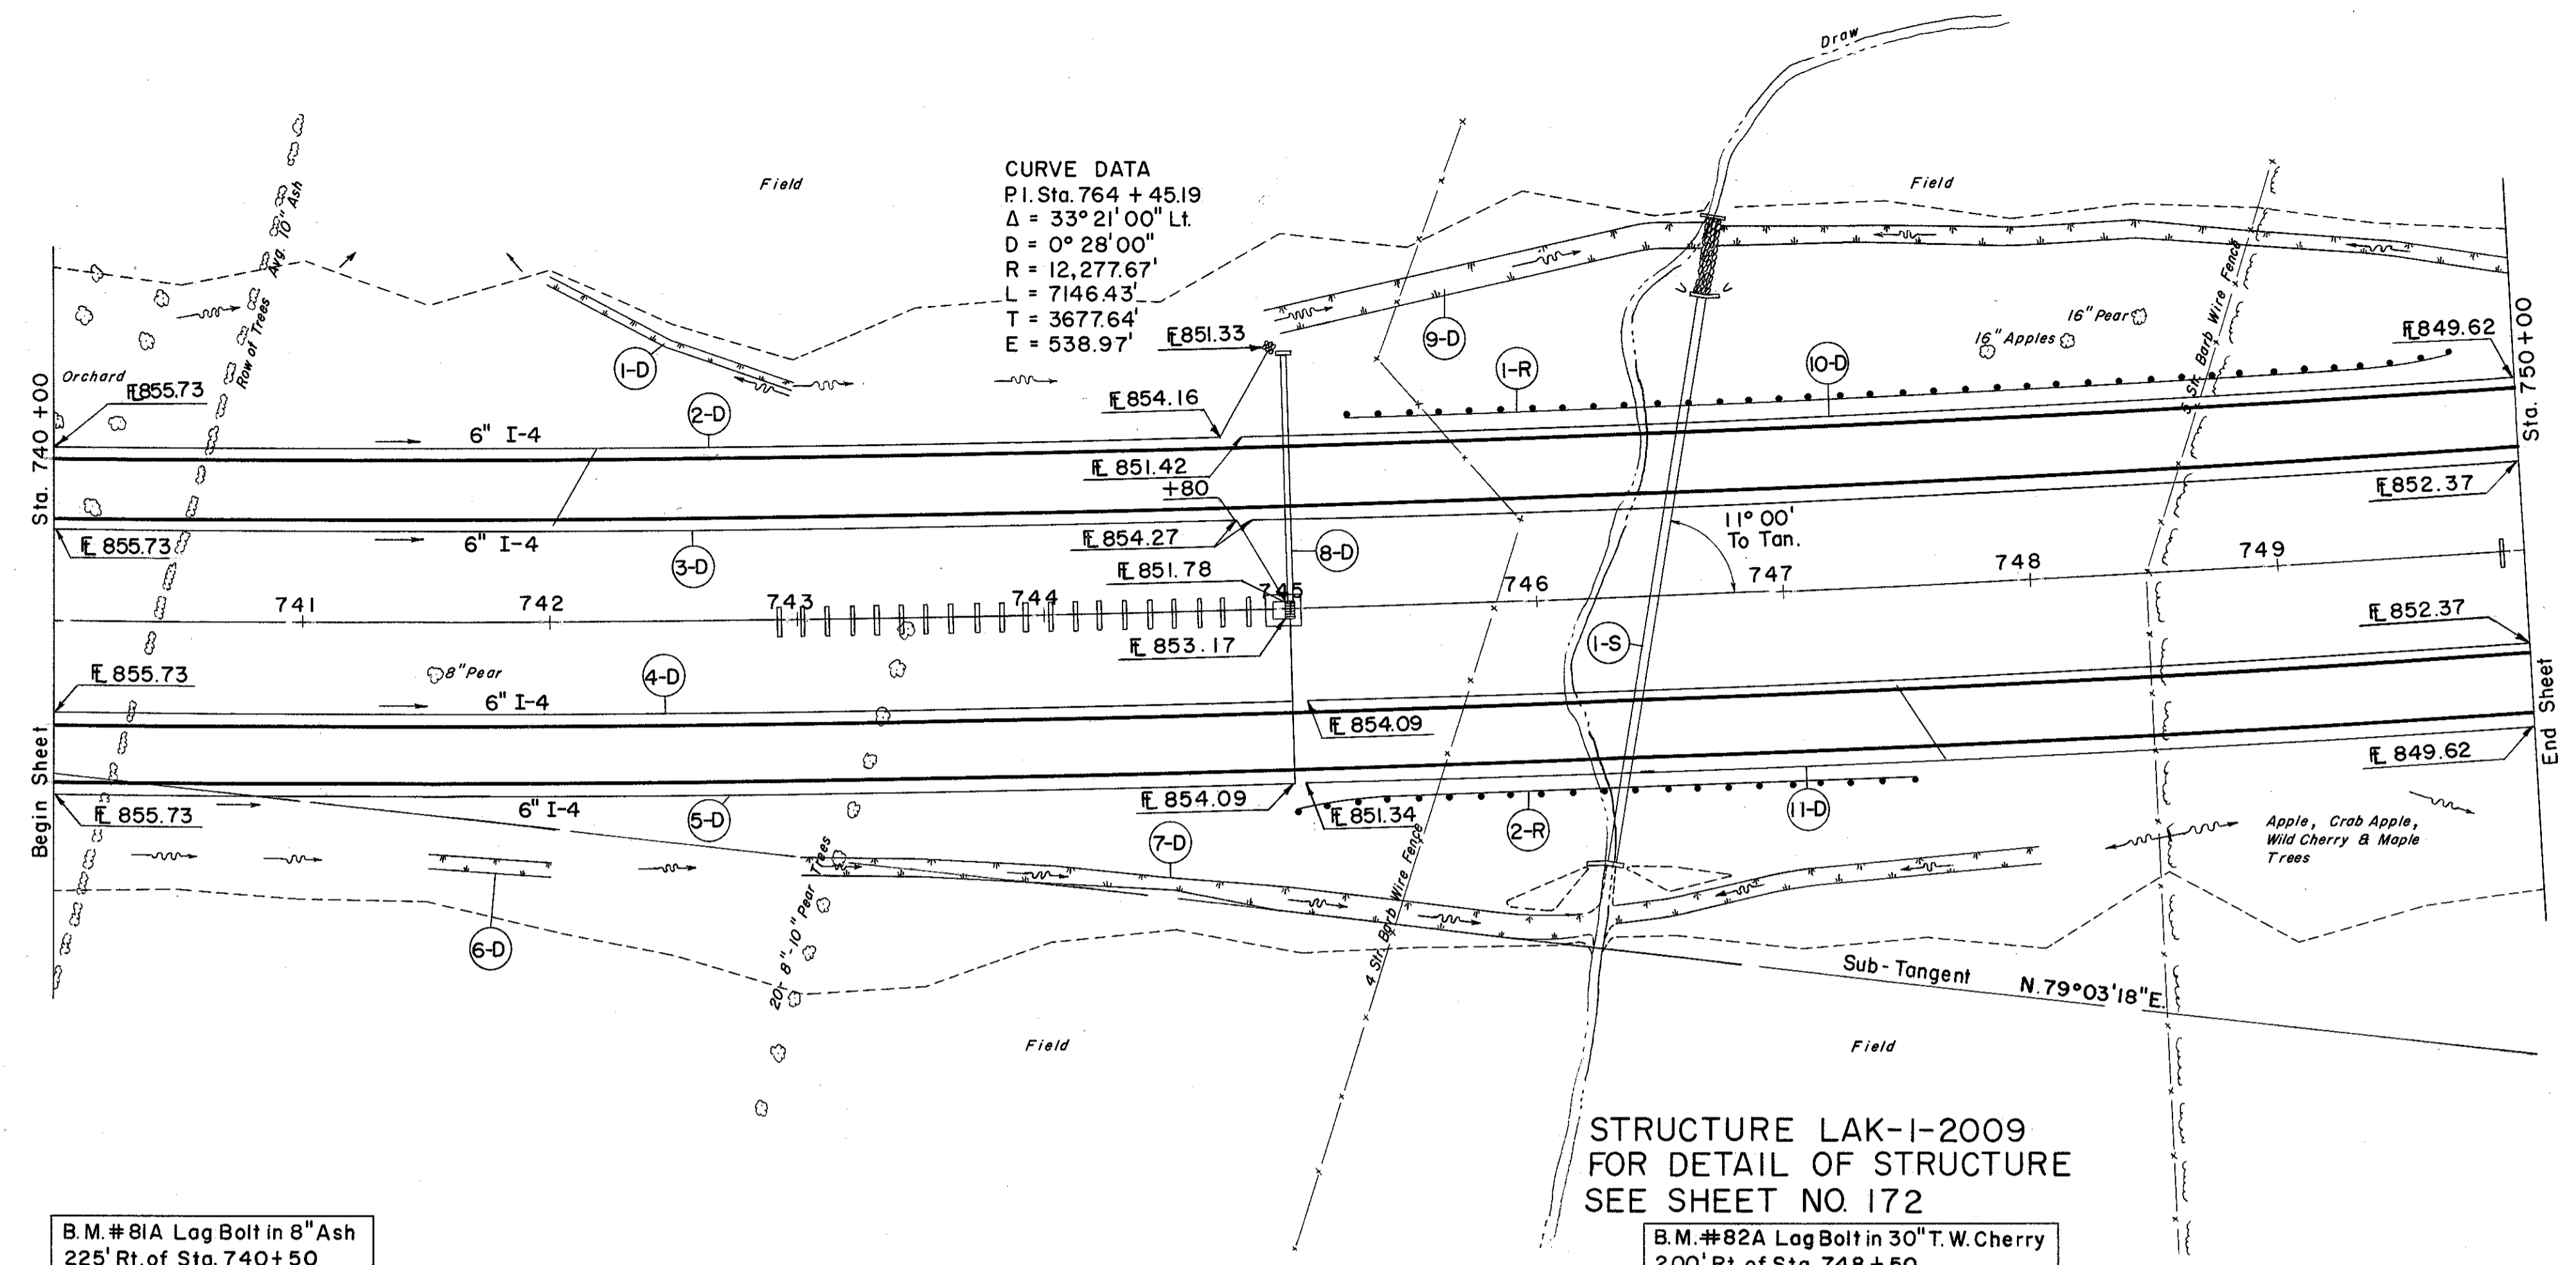 Draw
CURVE DATA
P.I. Sta. 764 + 45.19
Δ = 33° 21' 00" Lt.
D = 0° 28' 00"
R = 12,277.67'
L = 7146.43'
T = 3677.64'
E = 538.97'
Field
Field
Row of Trees Avg. 10" Ash
Orchard
Sta. 740 + 00
Begin Sheet
℄ 855.73
1-D
2-D
6" I-4
℄ 851.33
℄ 854.16
℄ 851.42
+80
9-D
1-R
10-D
16" Pear
16" Apples
3 Str. Barb Wire Fence
℄ 849.62
Sta. 750+00
℄ 852.37
℄ 855.73
6" I-4
3-D
℄ 854.27
8-D
11° 00'
To Tan.
℄ 851.78
741
742
743
744
745
746
747
748
749
℄ 853.17
1-S
℄ 852.37
℄ 855.73
8" Pear
4-D
6" I-4
℄ 854.09
℄ 849.62
End Sheet
℄ 855.73
6" I-4
5-D
℄ 854.09
℄ 851.34
2-R
11-D
7-D
6-D
20- 8"-10" Pear Trees
4 Str. Barb Wire Fence
Apple, Crab Apple,
Wild Cherry & Maple
Trees
Sub-Tangent N. 79°03'18" E.
Field
Field
STRUCTURE LAK-1-2009
FOR DETAIL OF STRUCTURE
SEE SHEET NO. 172
B.M.#81A Lag Bolt in 8" Ash
225' Rt. of Sta. 740+50
B.M.#82A Lag Bolt in 30" T.W. Cherry
200' Rt. of Sta. 748+50